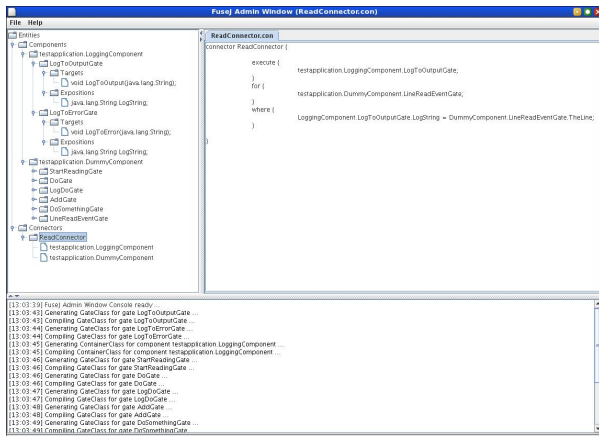 FuseJ Admin Window (ReadConnector.con)
File Help
Entities
Components
testapplication.LoggingComponent
LogToOutputGate
Targets
void LogToOutput(java.lang.String);
Expositions
java.lang.String LogString;
LogToErrorGate
Targets
void LogToError(java.lang.String);
Expositions
java.lang.String LogString;
testapplication.DummyComponent
StartReadingGate
DoGate
LogDoGate
AddGate
DoSomethingGate
LineReadEventGate
Connectors
ReadConnector
testapplication.LoggingComponent
testapplication.DummyComponent
ReadConnector.con
connector ReadConnector {
execute {
testapplication.LoggingComponent.LogToOutputGate;
}
for {
testapplication.DummyComponent.LineReadEventGate;
}
where {
LoggingComponent.LogToOutputGate.LogString = DummyComponent.LineReadEventGate.TheLine;
}
}
[13:03:39] FuseJ Admin Window Console ready ...
[13:03:43] Generating GateClass for gate LogToOutputGate ...
[13:03:43] Compiling GateClass for gate LogToOutputGate ...
[13:03:44] Generating GateClass for gate LogToErrorGate ...
[13:03:44] Compiling GateClass for gate LogToErrorGate ...
[13:03:45] Generating ContainerClass for component testapplication.LoggingComponent ...
[13:03:45] Compiling ContainerClass for component testapplication.LoggingComponent ...
[13:03:46] Generating GateClass for gate StartReadingGate ...
[13:03:46] Compiling GateClass for gate StartReadingGate ...
[13:03:46] Generating GateClass for gate DoGate ...
[13:03:46] Compiling GateClass for gate DoGate ...
[13:03:47] Generating GateClass for gate LogDoGate ...
[13:03:47] Compiling GateClass for gate LogDoGate ...
[13:03:48] Generating GateClass for gate AddGate ...
[13:03:48] Compiling GateClass for gate AddGate ...
[13:03:49] Generating GateClass for gate DoSomethingGate ...
[13:03:49] Compiling GateClass for gate DoSomethingGate ...